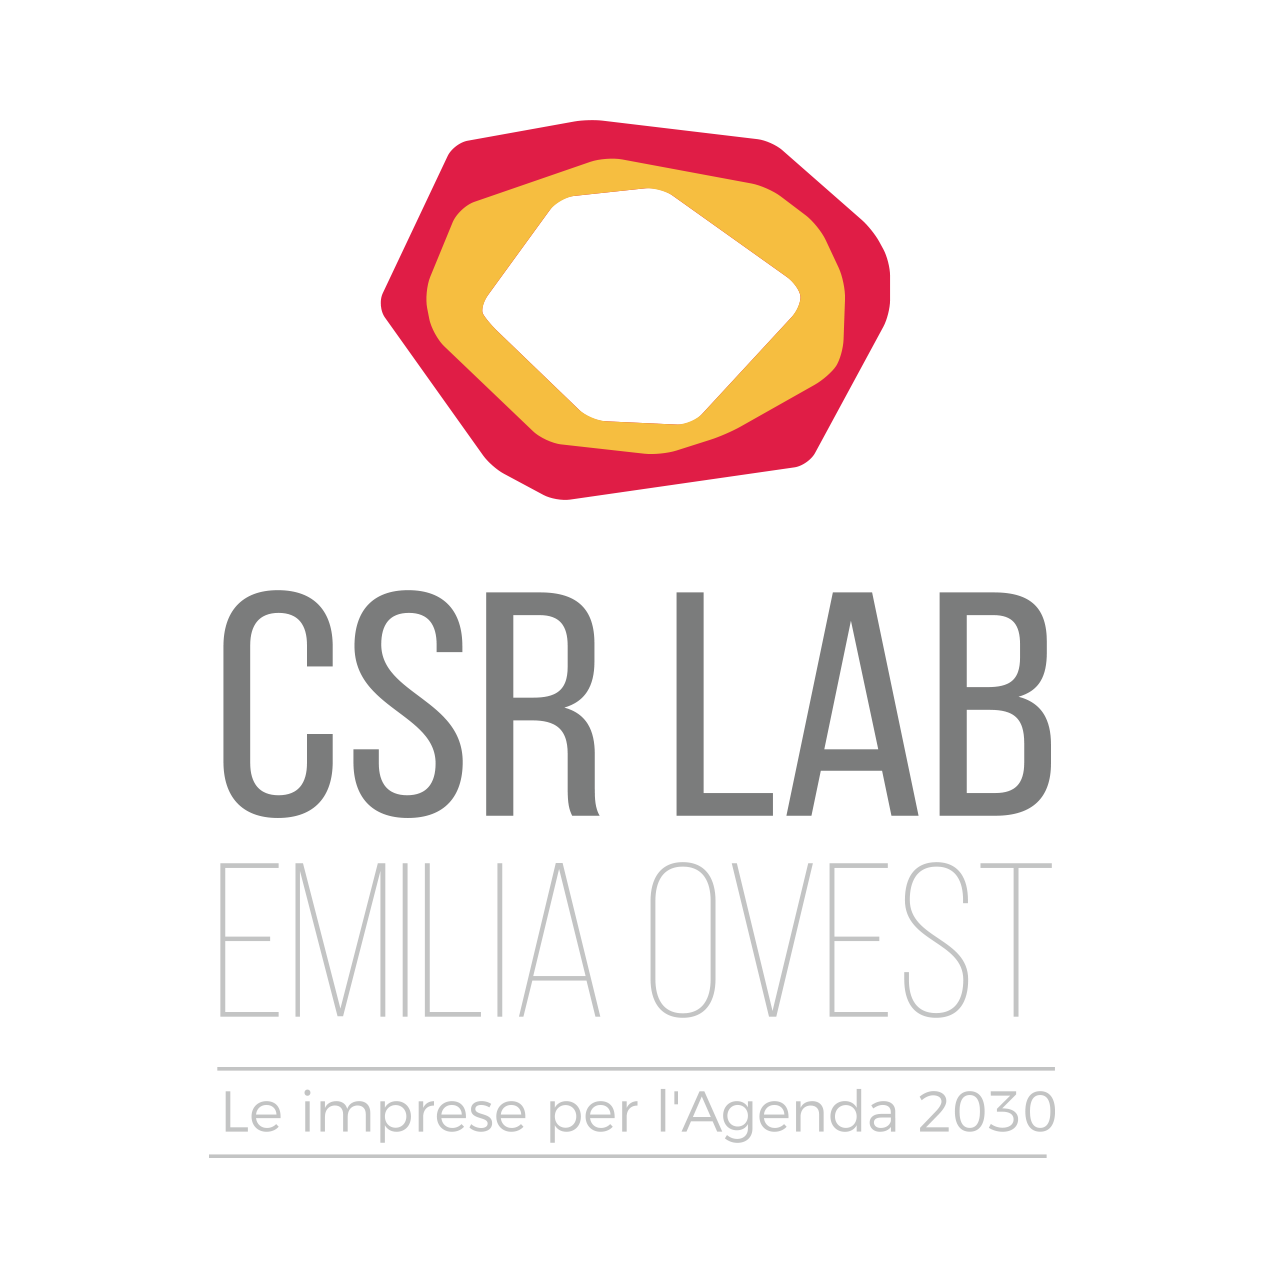 CSR LAB
EMILIA OVEST
Le imprese per l'Agenda 2030